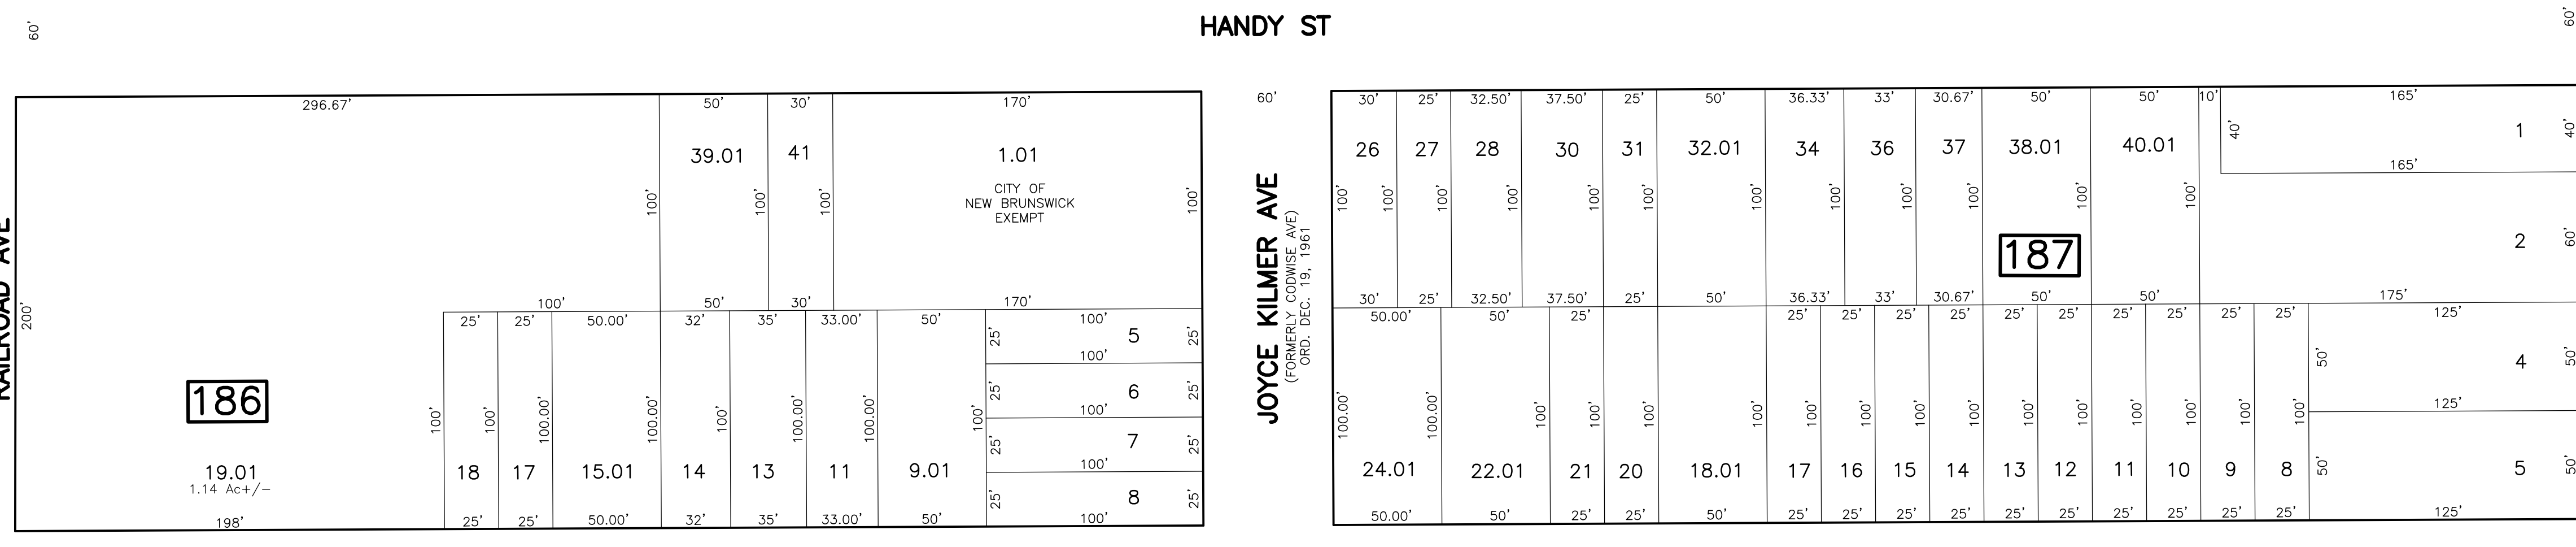 HANDY ST
60'
60'
296.67' 50' 30' 170'
60'
30' 25' 32.50' 37.50' 25' 50' 36.33' 33' 30.67' 50' 50' 10' 165'
39.01 41 1.01
CITY OF
NEW BRUNSWICK
EXEMPT
100' 100' 100' 100'
100' 50' 30' 170'
RAILROAD AVE
200'
186
19.01
1.14 Ac+/-
198'
25' 25' 50.00' 32' 35' 33.00' 50' 100'
100' 100' 100.00' 100.00' 100' 100.00' 100.00' 100'
18 17 15.01 14 13 11 9.01
25' 25' 50.00' 32' 35' 33.00' 50' 100'
25' 5 25'
100'
25' 6 25'
100'
25' 7 25'
100'
25' 8 25'
JOYCE KILMER AVE
(FORMERLY CODWISE AVE)
ORD. DEC. 19, 1961
26 27 28 30 31 32.01 34 36 37 38.01 40.01
100' 100' 100' 100' 100' 100' 100' 100' 100' 100' 100' 100'
40' 1 40'
165'
187
2 60'
30' 25' 32.50' 37.50' 25' 50' 36.33' 33' 30.67' 50' 50' 175'
50.00' 50' 25' 25' 25' 25' 25' 25' 25' 25' 25' 25' 25' 125'
100.00' 100.00' 100' 100' 100' 100' 100' 100' 100' 100' 100' 100' 100' 100' 100' 100'
50' 4 50'
125'
24.01 22.01 21 20 18.01 17 16 15 14 13 12 11 10 9 8
50' 5 50'
50.00' 50' 25' 25' 50' 25' 25' 25' 25' 25' 25' 25' 25' 25' 25' 125'